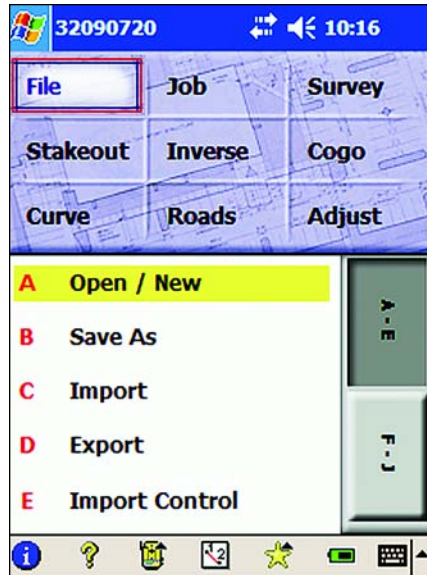 32090720 10:16
File Job Survey
Stakeout Inverse Cogo
Curve Roads Adjust
A Open / New
B Save As
C Import
D Export
E Import Control
A - E
F - J